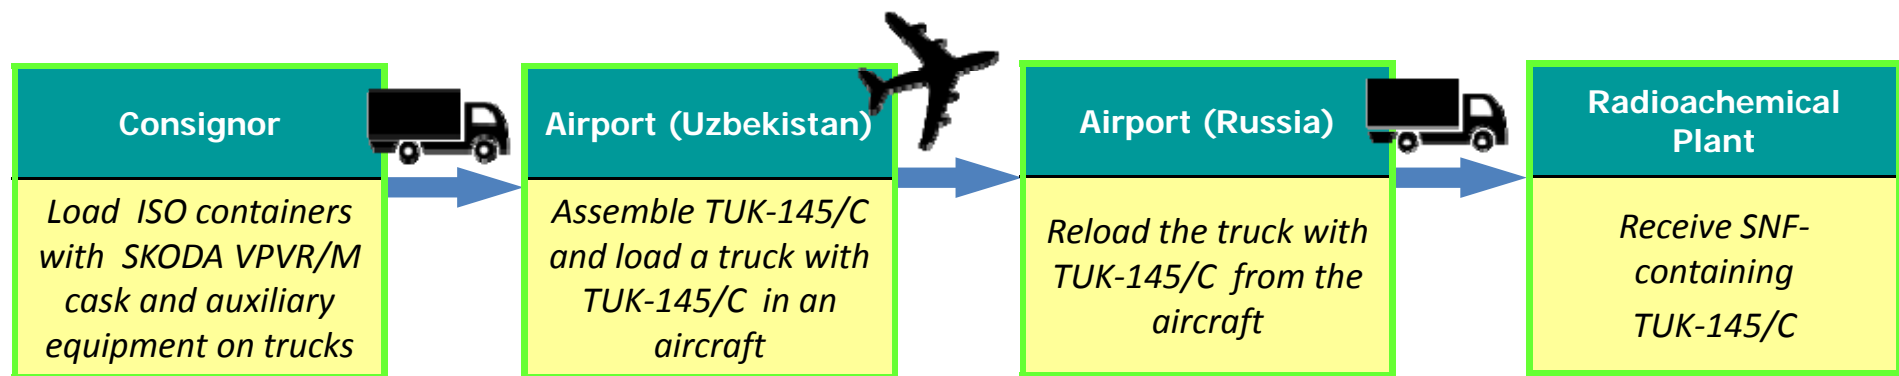 Consignor
Load ISO containers
with SKODA VPVR/M
cask and auxiliary
equipment on trucks
Airport (Uzbekistan)
Assemble TUK-145/C
and load a truck with
TUK-145/C in an
aircraft
Airport (Russia)
Reload the truck with
TUK-145/C from the
aircraft
Radioachemical
Plant
Receive SNF-
containing
TUK-145/C